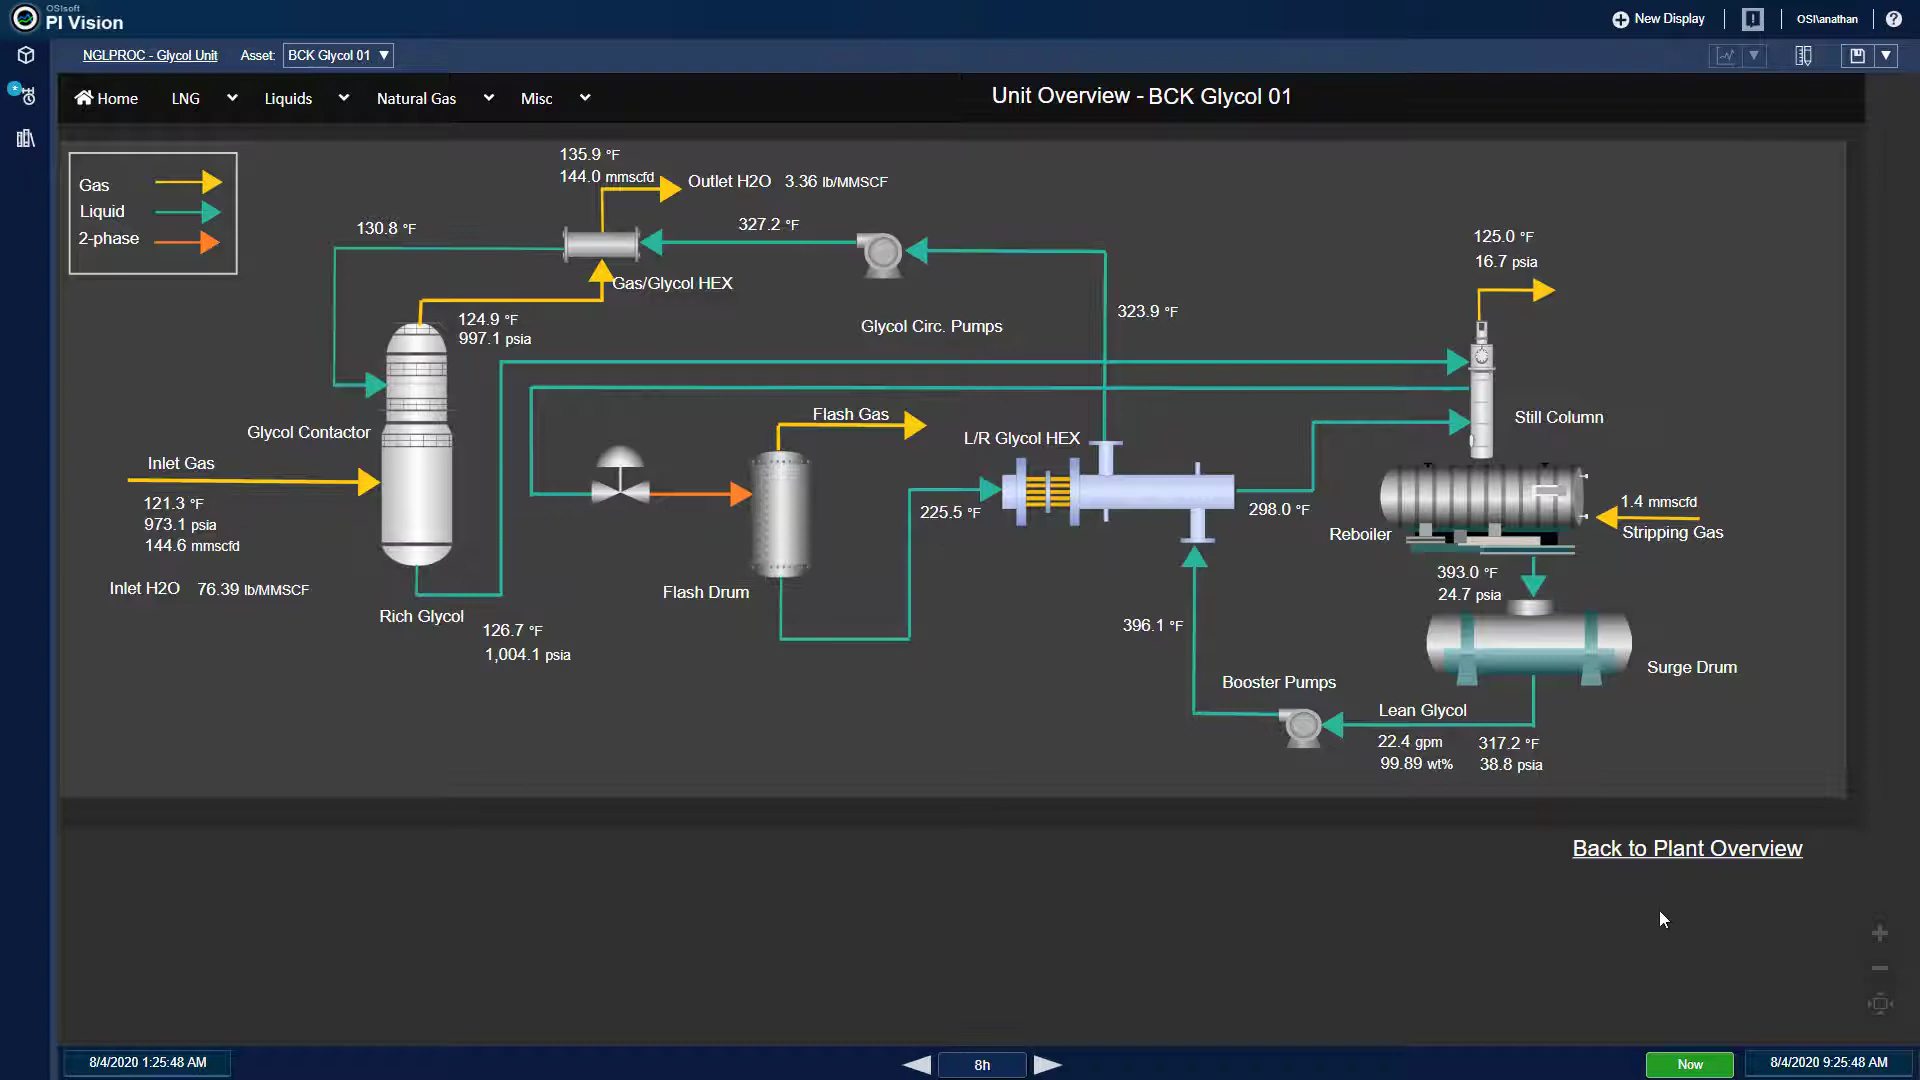 OSIsoft
PI Vision
New Display
OSI\anathan
NGLPROC - Glycol Unit
Asset:
BCK Glycol 01
Home
LNG
Liquids
Natural Gas
Misc
Unit Overview - BCK Glycol 01
Gas
Liquid
2-phase
135.9 °F
144.0 mmscfd
Outlet H2O 3.36 lb/MMSCF
130.8 °F
327.2 °F
Gas/Glycol HEX
125.0 °F
16.7 psia
124.9 °F
997.1 psia
Glycol Circ. Pumps
323.9 °F
Glycol Contactor
Flash Gas
L/R Glycol HEX
Still Column
Inlet Gas
121.3 °F
973.1 psia
144.6 mmscfd
Inlet H2O 76.39 lb/MMSCF
225.5 °F
298.0 °F
Reboiler
1.4 mmscfd
Stripping Gas
Flash Drum
393.0 °F
24.7 psia
Rich Glycol
126.7 °F
1,004.1 psia
396.1 °F
Surge Drum
Booster Pumps
Lean Glycol
22.4 gpm
99.89 wt%
317.2 °F
38.8 psia
Back to Plant Overview
8/4/2020 1:25:48 AM
8h
Now
8/4/2020 9:25:48 AM